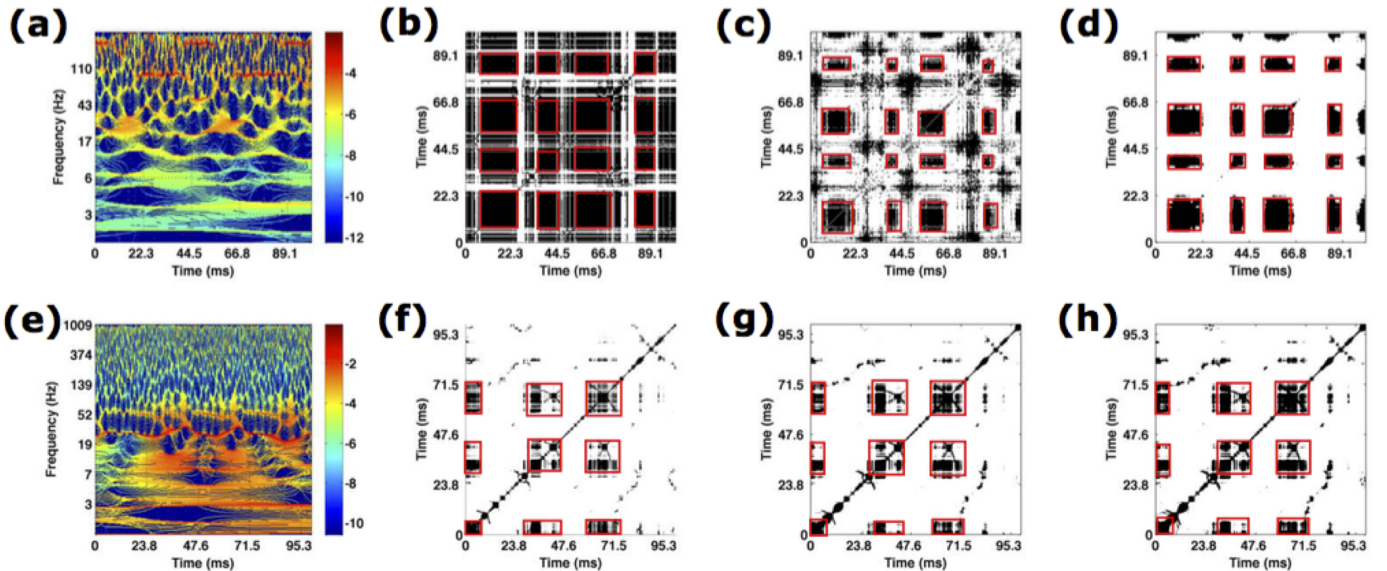 (a)
(b)
(c)
(d)
Frequency (Hz)
110
43
17
6
3
0 22.3 44.5 66.8 89.1
Time (ms)
-4
-6
-8
-10
-12
Time (ms)
89.1
66.8
44.5
22.3
0
0 22.3 44.5 66.8 89.1
Time (ms)
Time (ms)
89.1
66.8
44.5
22.3
0
0 22.3 44.5 66.8 89.1
Time (ms)
Time (ms)
89.1
66.8
44.5
22.3
0
0 22.3 44.5 66.8 89.1
Time (ms)
(e)
(f)
(g)
(h)
Frequency (Hz)
1009
374
139
52
19
7
3
0 23.8 47.6 71.5 95.3
Time (ms)
-2
-4
-6
-8
-10
Time (ms)
95.3
71.5
47.6
23.8
0
0 23.8 47.6 71.5 95.3
Time (ms)
Time (ms)
95.3
71.5
47.6
23.8
0
0 23.8 47.6 71.5 95.3
Time (ms)
Time (ms)
95.3
71.5
47.6
23.8
0
0 23.8 47.6 71.5 95.3
Time (ms)